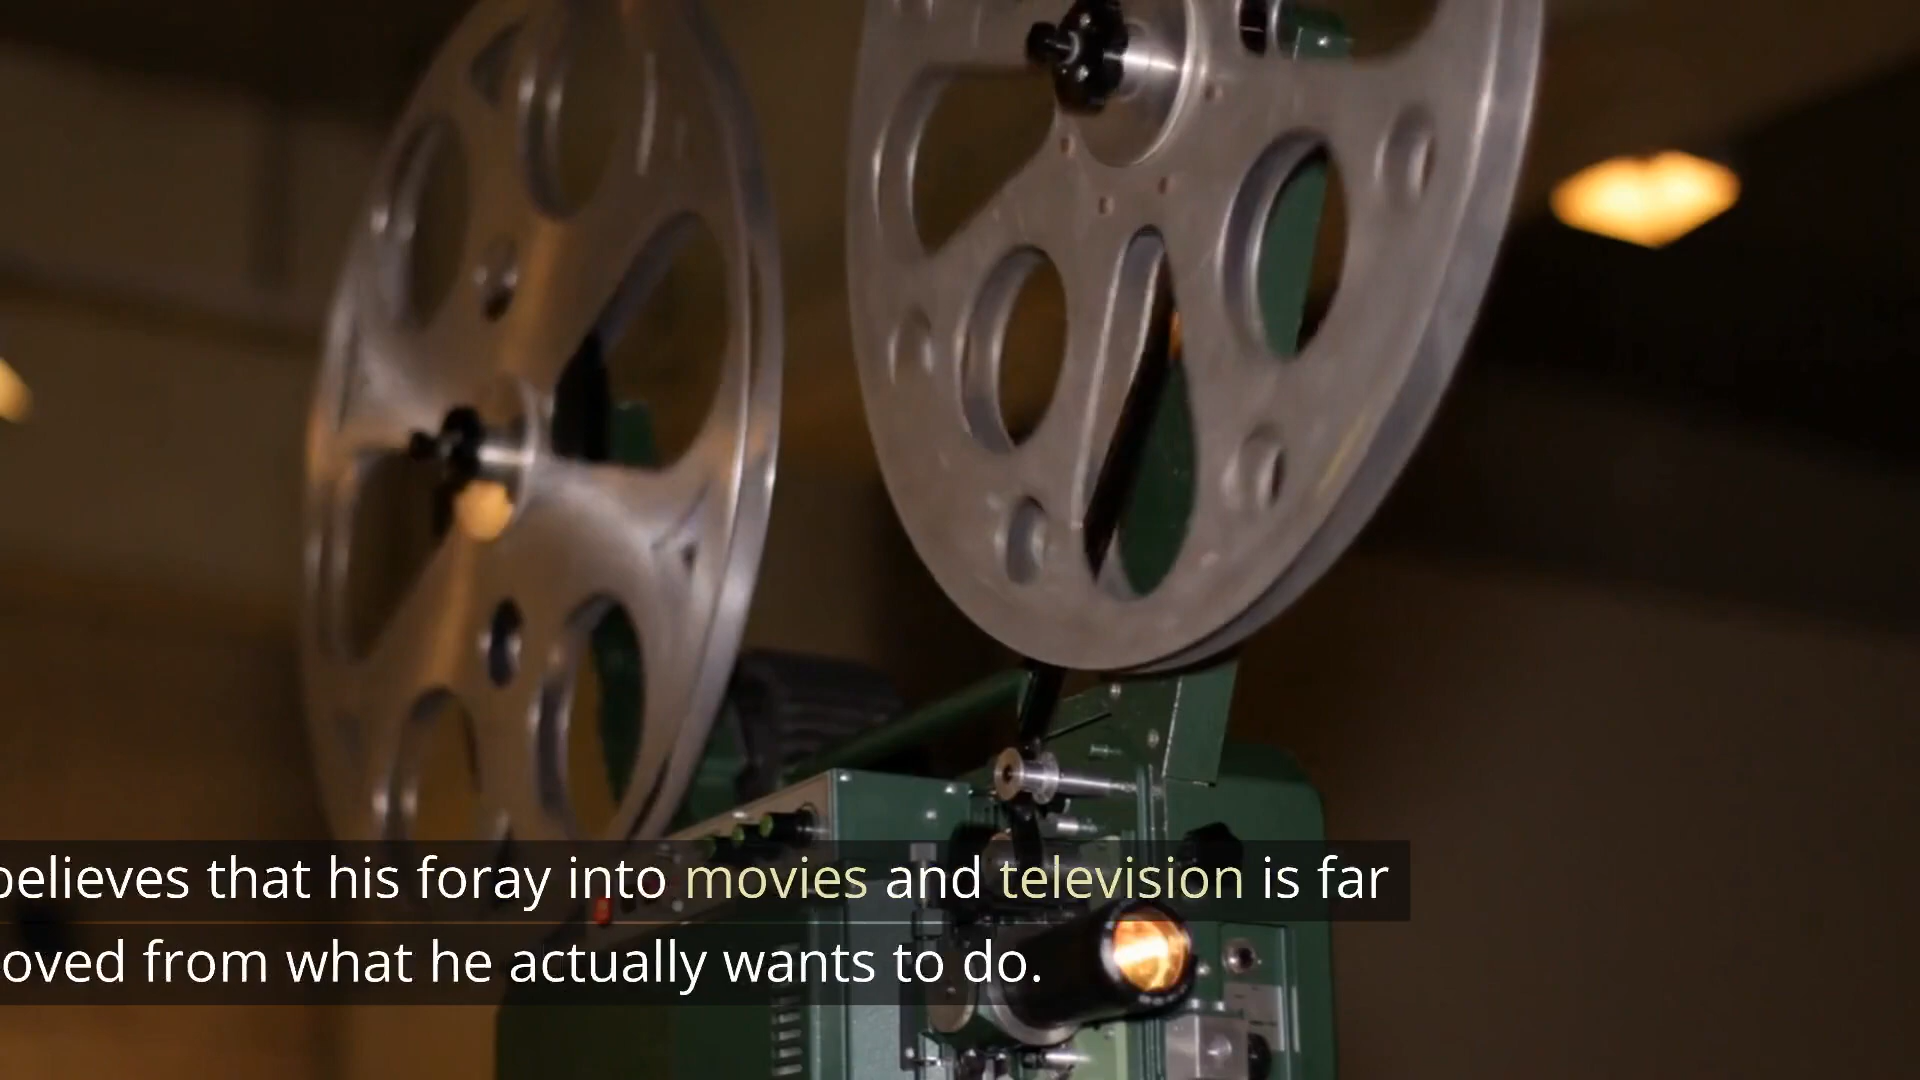 believes that his foray into movies and television is far
oved from what he actually wants to do.